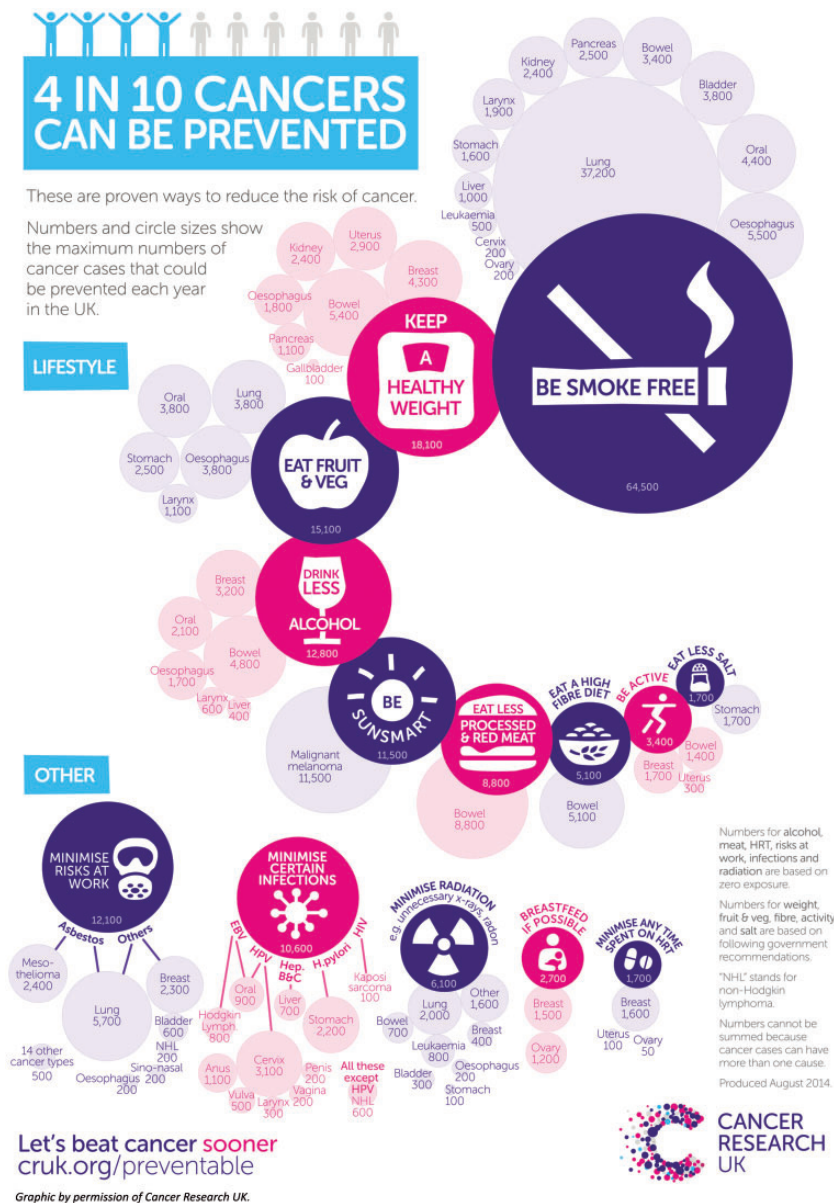 4 IN 10 CANCERS
CAN BE PREVENTED
These are proven ways to reduce the risk of cancer.
Numbers and circle sizes show
the maximum numbers of
cancer cases that could
be prevented each year
in the UK.
LIFESTYLE
Pancreas
2,500
Bowel
3,400
Kidney
2,400
Bladder
3,800
Larynx
1,900
Oral
4,400
Stomach
1,600
Lung
37,200
Liver
1,000
Oesophagus
5,500
Leukaemia
500
Cervix
200
Ovary
200
BE SMOKE FREE
64,500
Uterus
2,900
Kidney
2,400
Breast
4,300
Oesophagus
1,800
Bowel
5,400
Pancreas
1,100
Gallbladder
100
KEEP
A
HEALTHY
WEIGHT
18,100
Oral
3,800
Lung
3,800
Stomach
2,500
Oesophagus
3,800
Larynx
1,100
EAT FRUIT
& VEG
15,100
Breast
3,200
Oral
2,100
Bowel
4,800
Oesophagus
1,700
Larynx
600
Liver
400
DRINK
LESS
ALCOHOL
12,800
BE
SUNSMART
11,500
Malignant
melanoma
11,500
EAT LESS
PROCESSED
& RED MEAT
8,800
Bowel
8,800
EAT A HIGH
FIBRE DIET
5,100
Bowel
5,100
BE ACTIVE
3,400
Bowel
1,400
Breast
1,700
Uterus
300
EAT LESS SALT
1,700
Stomach
1,700
OTHER
MINIMISE
RISKS AT
WORK
12,100
Asbestos
Others
Meso-
thelioma
2,400
Lung
5,700
Breast
2,300
Bladder
600
NHL
200
Sino-nasal
200
Oesophagus
200
14 other
cancer types
500
MINIMISE
CERTAIN
INFECTIONS
10,600
EBV
HPV
Hep.
B&C
H.pylori
HIV
Oral
900
Liver
700
Kaposi
sarcoma
100
Hodgkin
Lymph.
800
Stomach
2,200
Cervix
3,100
Anus
1,100
Penis
200
Vulva
500
Larynx
300
Vagina
200
All these
except
HPV
NHL
600
MINIMISE RADIATION
e.g. unnecessary x-rays, radon
6,100
Lung
2,000
Other
1,600
Bowel
700
Breast
400
Leukaemia
800
Oesophagus
200
Bladder
300
Stomach
100
BREASTFEED
IF POSSIBLE
2,700
Breast
1,500
Ovary
1,200
MINIMISE ANY TIME
SPENT ON HRT
1,700
Breast
1,600
Uterus
100
Ovary
50
Numbers for alcohol,
meat, HRT, risks at
work, infections and
radiation are based on
zero exposure.
Numbers for weight,
fruit & veg, fibre, activity
and salt are based on
following government
recommendations.
"NHL" stands for
non-Hodgkin
lymphoma.
Numbers cannot be
summed because
cancer cases can have
more than one cause.
Produced August 2014.
Let's beat cancer sooner
cruk.org/preventable
CANCER
RESEARCH
UK
Graphic by permission of Cancer Research UK.